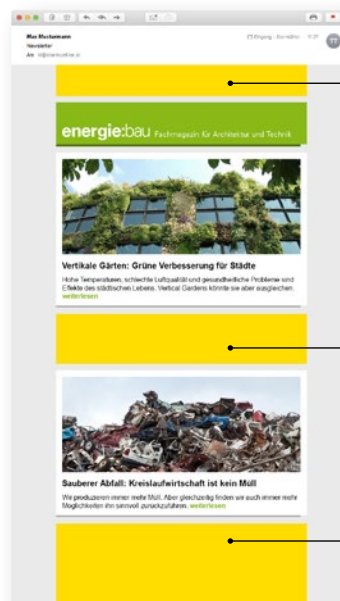 Max Mustermann
Newsletter
An:
energie:bau Fachmagazin für Architektur und Technik
Vertikale Gärten: Grüne Verbesserung für Städte
Hohe Temperaturen, schlechte Luftqualität und gesundheitliche Probleme sind
Effekte des städtischen Lebens. Vertical Gardens könnte sie aber ausgleichen.
weiterlesen
Sauberer Abfall: Kreislaufwirtschaft ist kein Müll
Wir produzieren immer mehr Müll. Aber gleichzeitig finden wir auch immer mehr
Möglichkeiten ihn sinnvoll zurückzuführen. weiterlesen